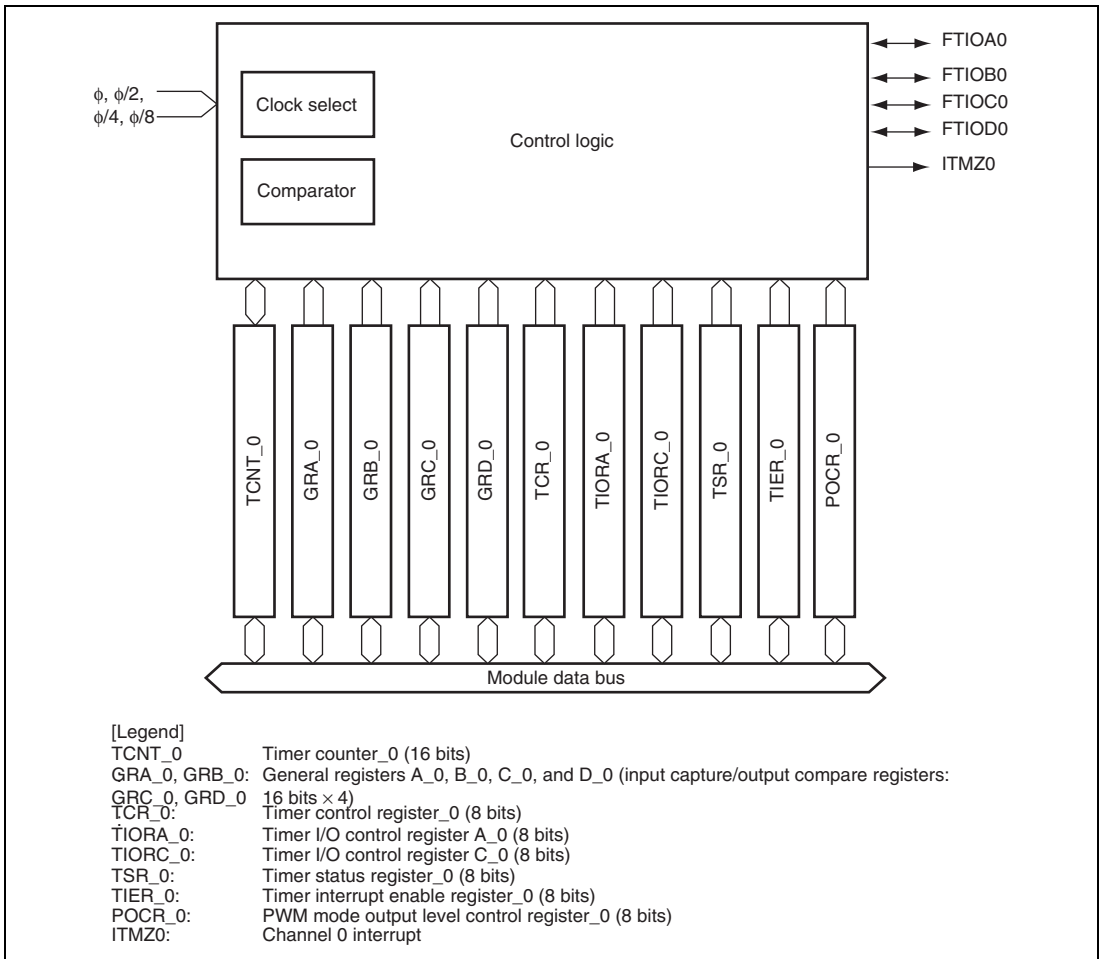 FTIOA0
φ, φ/2,
φ/4, φ/8
Clock select
FTIOB0
FTIOC0
FTIOD0
Control logic
ITMZ0
Comparator
TCNT_0
GRA_0
GRB_0
GRC_0
GRD_0
TCR_0
TIORA_0
TIORC_0
TSR_0
TIER_0
POCR_0
Module data bus
[Legend]
TCNT_0 Timer counter_0 (16 bits)
GRA_0, GRB_0: General registers A_0, B_0, C_0, and D_0 (input capture/output compare registers:
GRC_0, GRD_0 16 bits × 4)
TCR_0: Timer control register_0 (8 bits)
TIORA_0: Timer I/O control register A_0 (8 bits)
TIORC_0: Timer I/O control register C_0 (8 bits)
TSR_0: Timer status register_0 (8 bits)
TIER_0: Timer interrupt enable register_0 (8 bits)
POCR_0: PWM mode output level control register_0 (8 bits)
ITMZ0: Channel 0 interrupt